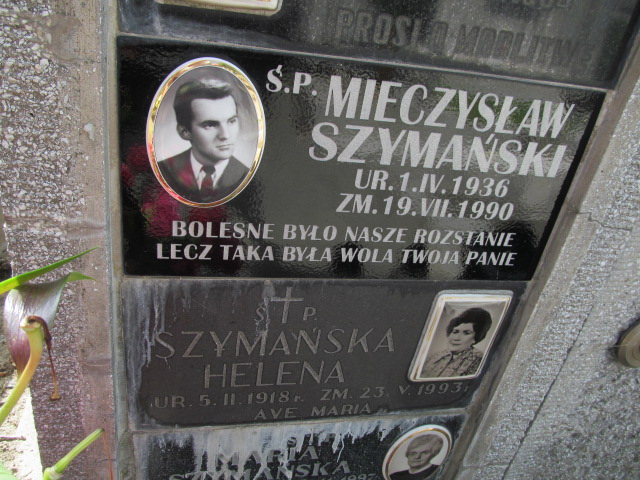 PROSI O MODLITWĘ
Ś.P. MIECZYSŁAW
SZYMAŃSKI
UR. 1. IV. 1936
ZM. 19. VII. 1990
BOLESNE BYŁO NASZE ROZSTANIE
LECZ TAKA BYŁA WOLA TWOJA PANIE
Ś P.
SZYMAŃSKA
HELENA
UR. 5. II. 1918 r. ZM. 23. V. 1993 r.
AVE MARIA
MARIA
SZYMAŃSKA